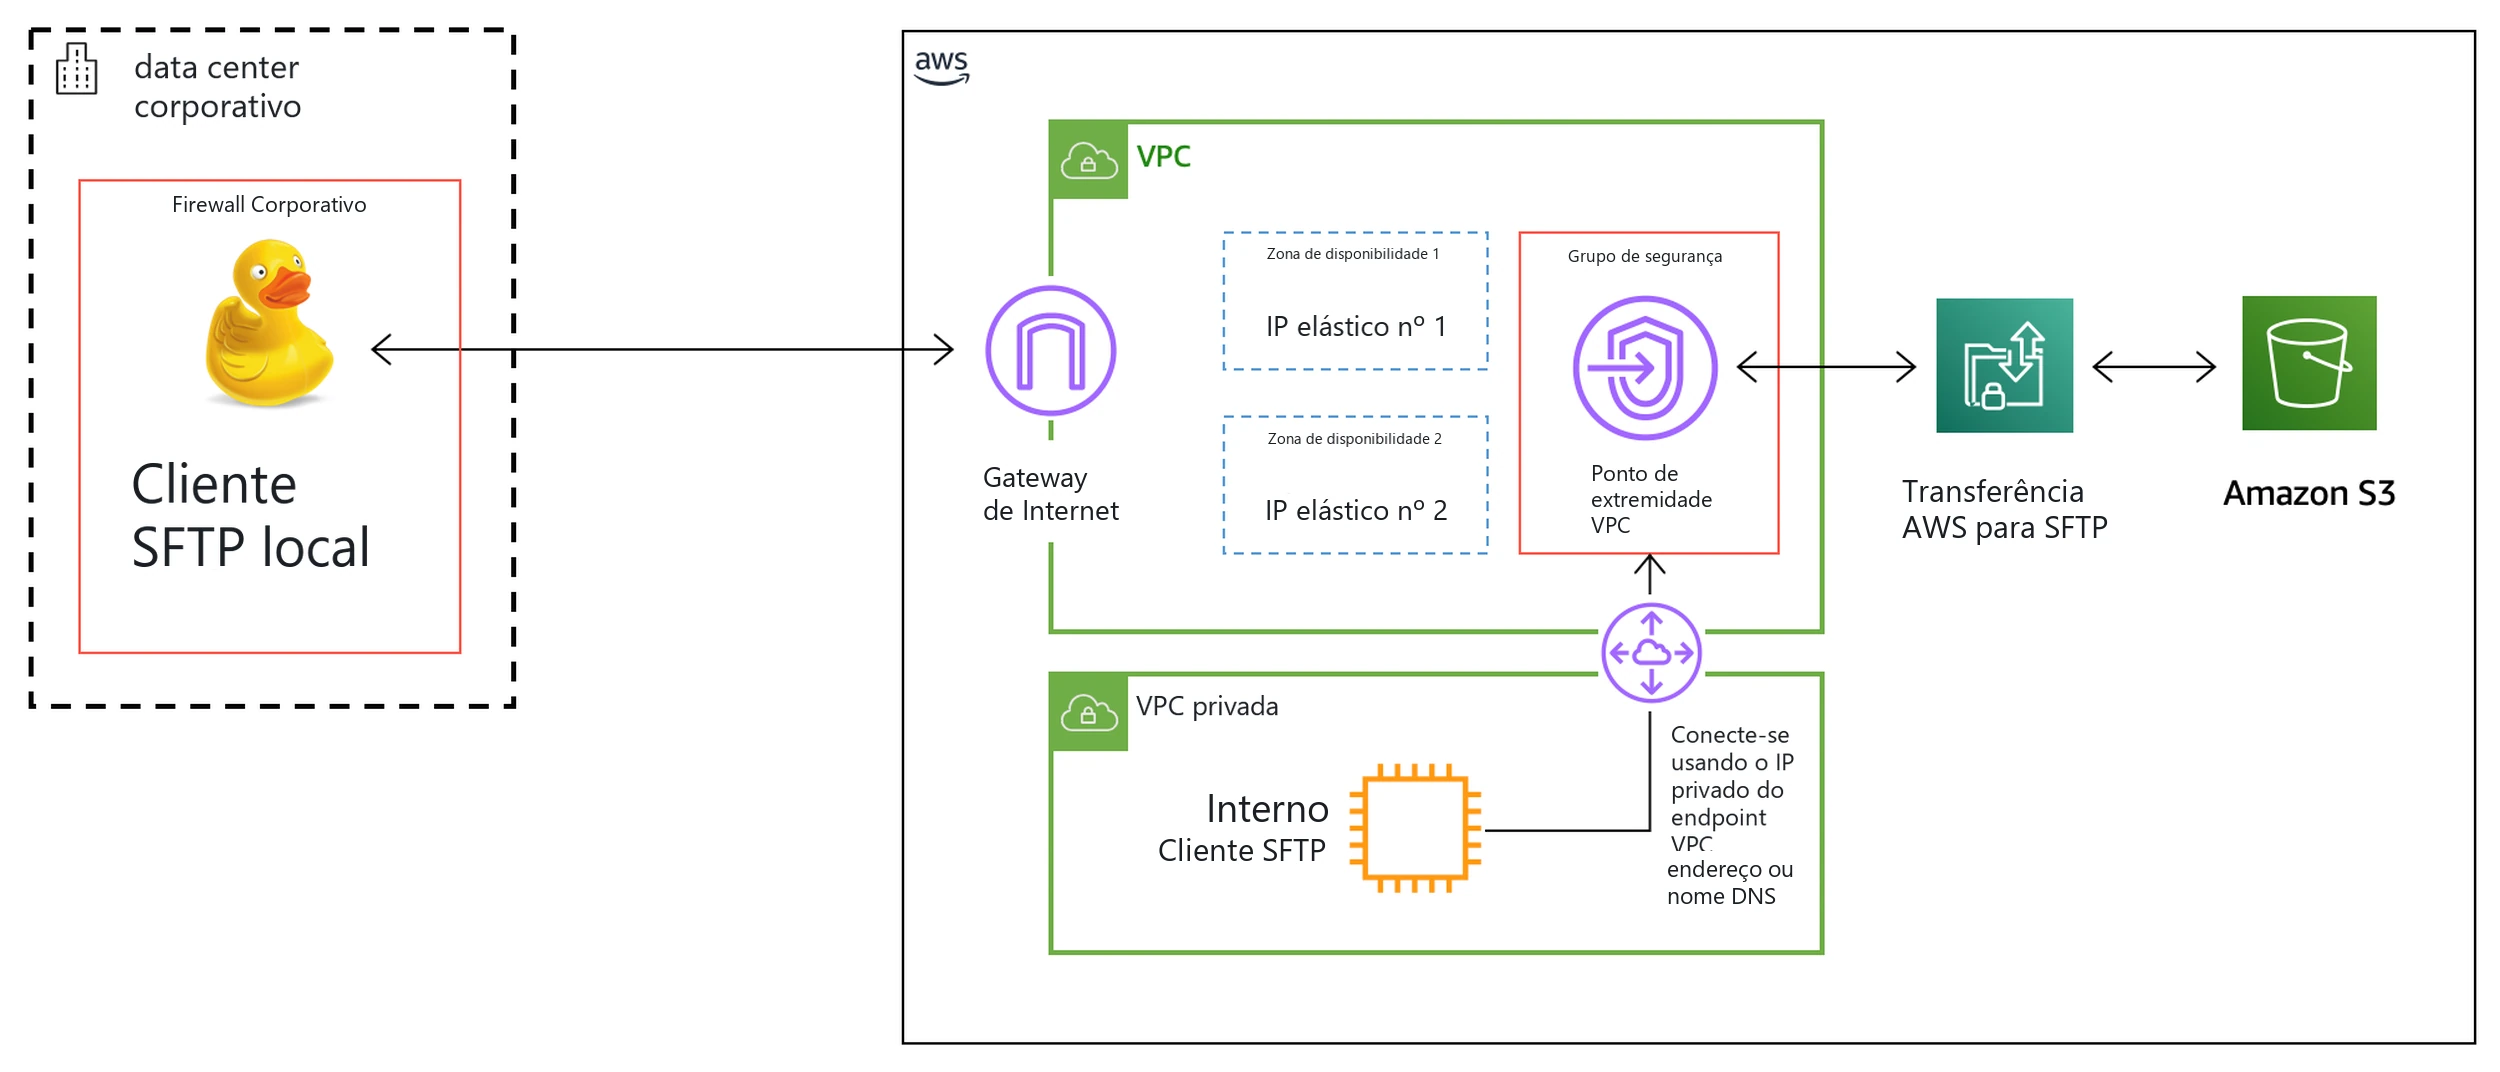 data center
corporativo
Firewall Corporativo
Cliente
SFTP local
aws
VPC
Gateway
de Internet
Zona de disponibilidade 1
IP elástico nº 1
Zona de disponibilidade 2
IP elástico nº 2
Grupo de segurança
Ponto de
extremidade
VPC
Transferência
AWS para SFTP
Amazon S3
VPC privada
Interno
Cliente SFTP
Conecte-se
usando o IP
privado do
endpoint
VPC
endereço ou
nome DNS